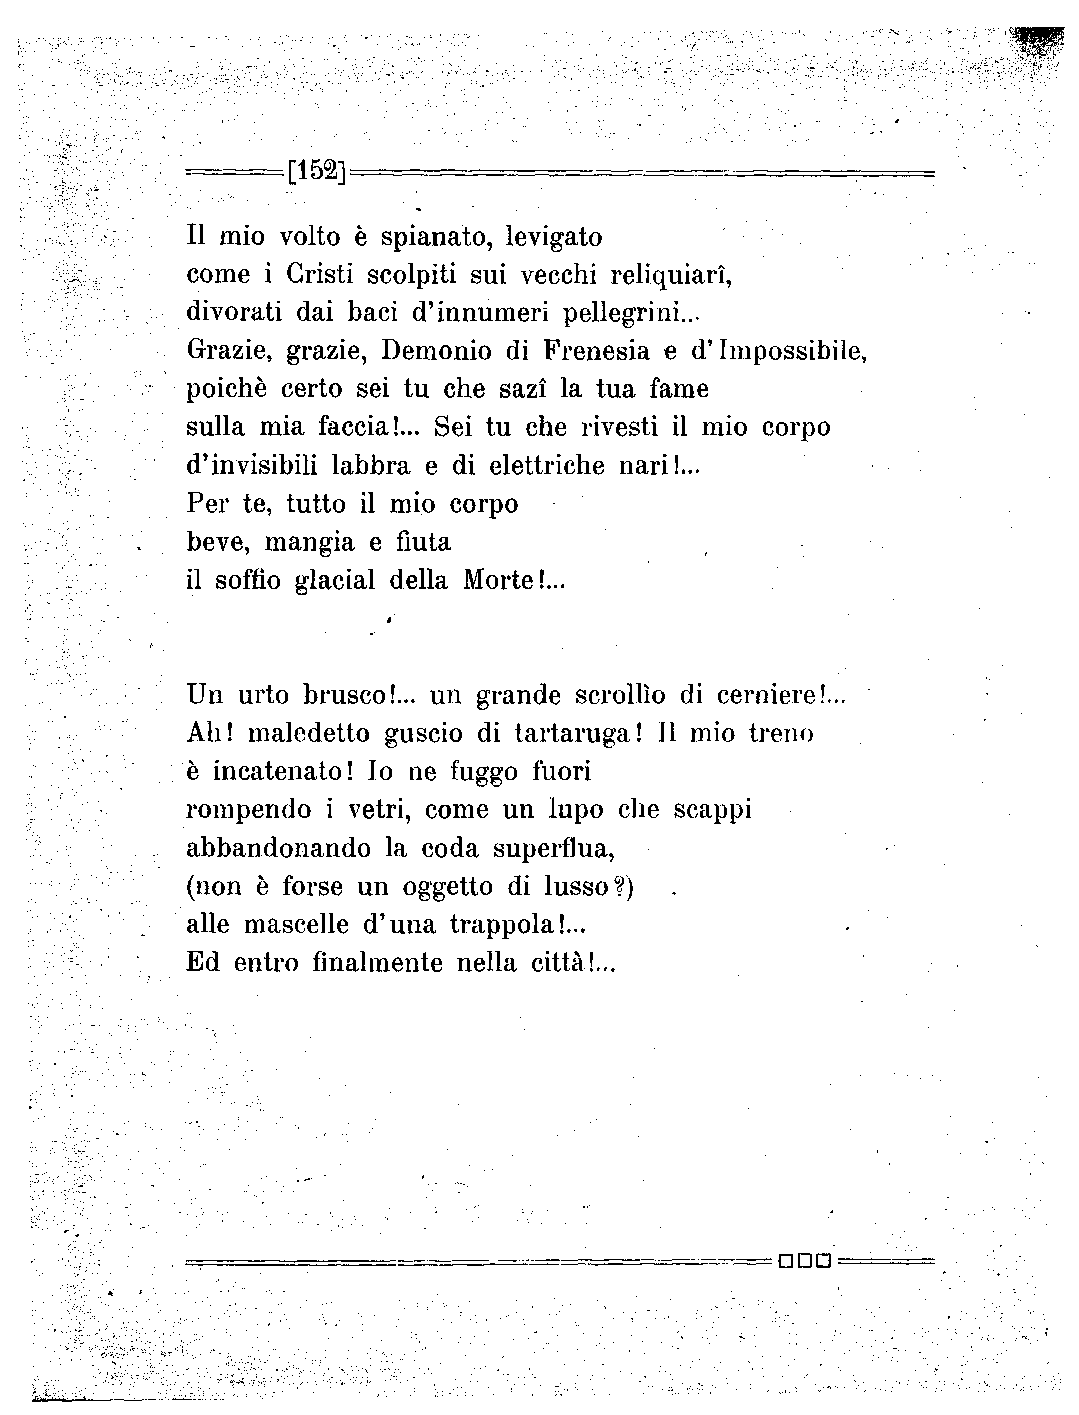 [152]
Il mio volto è spianato, levigato
come i Cristi scolpiti sui vecchi reliquiarî,
divorati dai baci d'innumeri pellegrini...
Grazie, grazie, Demonio di Frenesia e d'Impossibile,
poichè certo sei tu che sazî la tua fame
sulla mia faccia!... Sei tu che rivesti il mio corpo
d'invisibili labbra e di elettriche nari!...
Per te, tutto il mio corpo
beve, mangia e fiuta
il soffio glacial della Morte!...
Un urto brusco!... un grande scrollìo di cerniere!...
Ah! maledetto guscio di tartaruga! Il mio treno
è incatenato! Io ne fuggo fuori
rompendo i vetri, come un lupo che scappi
abbandonando la coda superflua,
(non è forse un oggetto di lusso?)
alle mascelle d'una trappola!...
Ed entro finalmente nella città!...